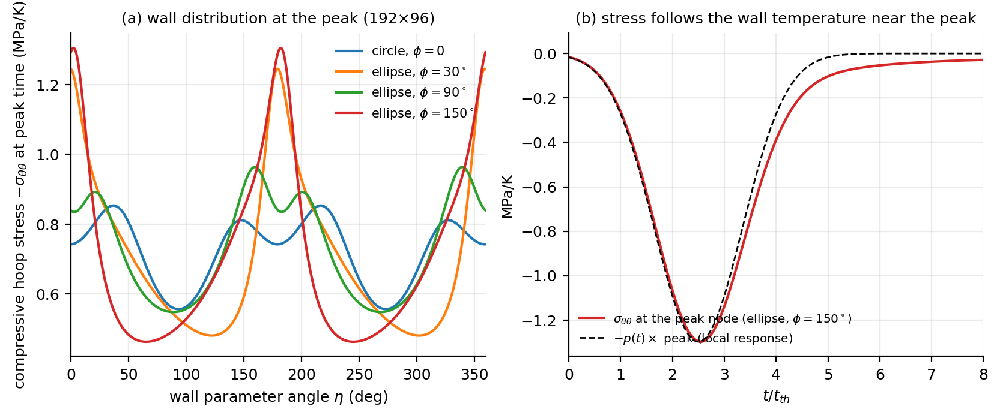 (a) wall distribution at the peak (192×96)
compressive hoop stress −σθθ at peak time (MPa/K)
1.2
1.0
0.8
0.6
circle, ϕ = 0
ellipse, ϕ = 30°
ellipse, ϕ = 90°
ellipse, ϕ = 150°
0 50 100 150 200 250 300 350
wall parameter angle η (deg)
(b) stress follows the wall temperature near the peak
MPa/K
0.0
−0.2
−0.4
−0.6
−0.8
−1.0
−1.2
σθθ at the peak node (ellipse, ϕ = 150°)
−p(t)× peak (local response)
0 1 2 3 4 5 6 7 8
t/tth